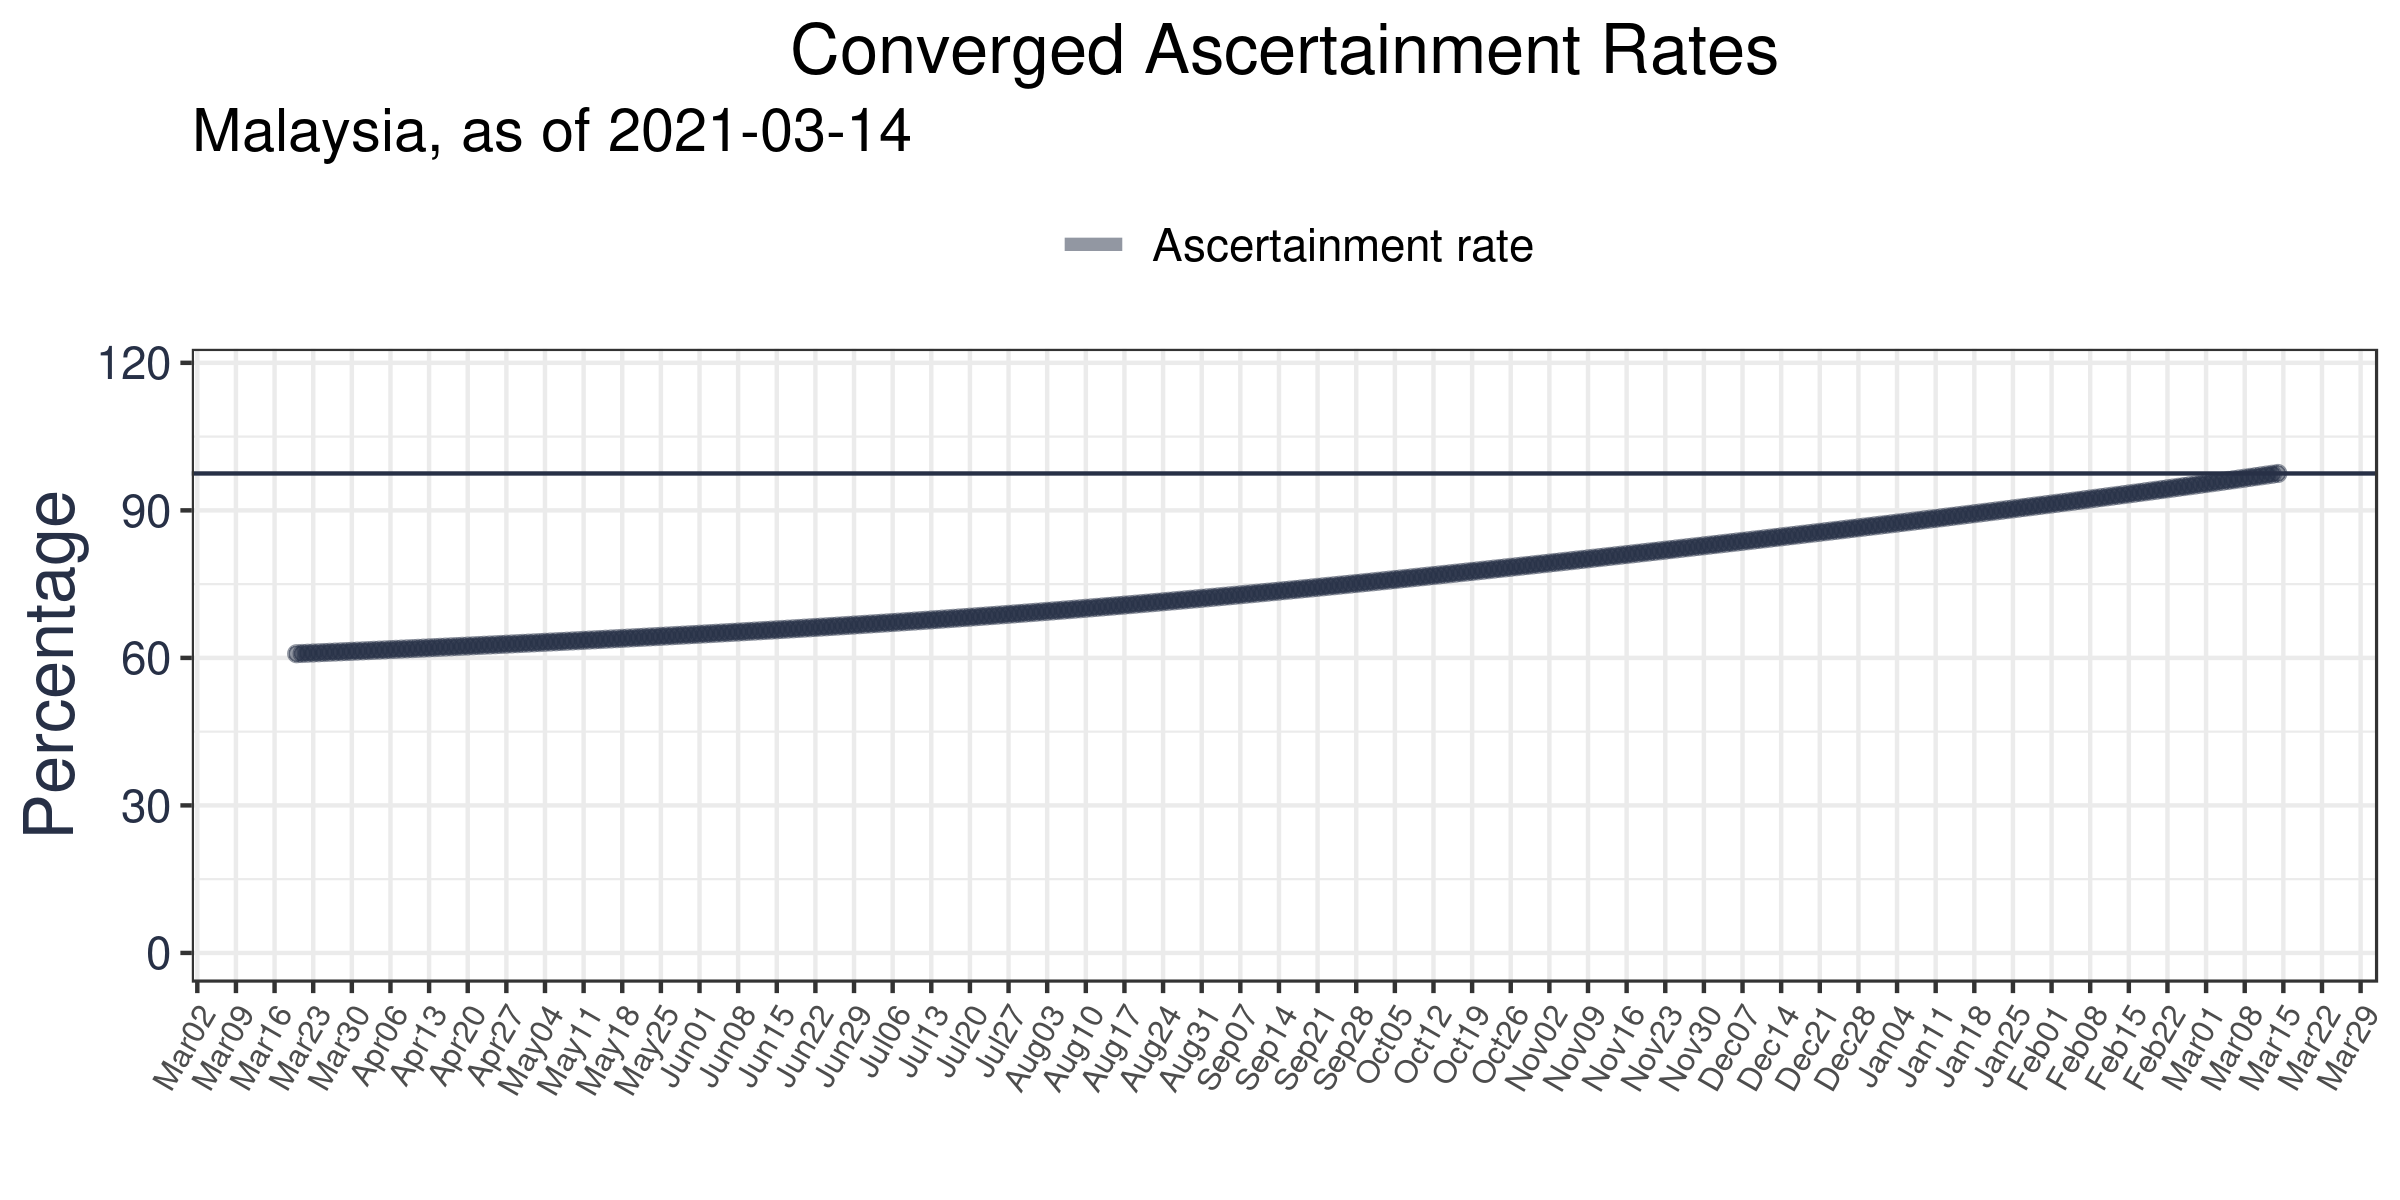 Converged Ascertainment Rates
Malaysia, as of 2021-03-14
Ascertainment rate
Percentage
120
90
60
30
0
Mar02
Mar09
Mar16
Mar23
Mar30
Apr06
Apr13
Apr20
Apr27
May04
May11
May18
May25
Jun01
Jun08
Jun15
Jun22
Jun29
Jul06
Jul13
Jul20
Jul27
Aug03
Aug10
Aug17
Aug24
Aug31
Sep07
Sep14
Sep21
Sep28
Oct05
Oct12
Oct19
Oct26
Nov02
Nov09
Nov16
Nov23
Nov30
Dec07
Dec14
Dec21
Dec28
Jan04
Jan11
Jan18
Jan25
Feb01
Feb08
Feb15
Feb22
Mar01
Mar08
Mar15
Mar22
Mar29